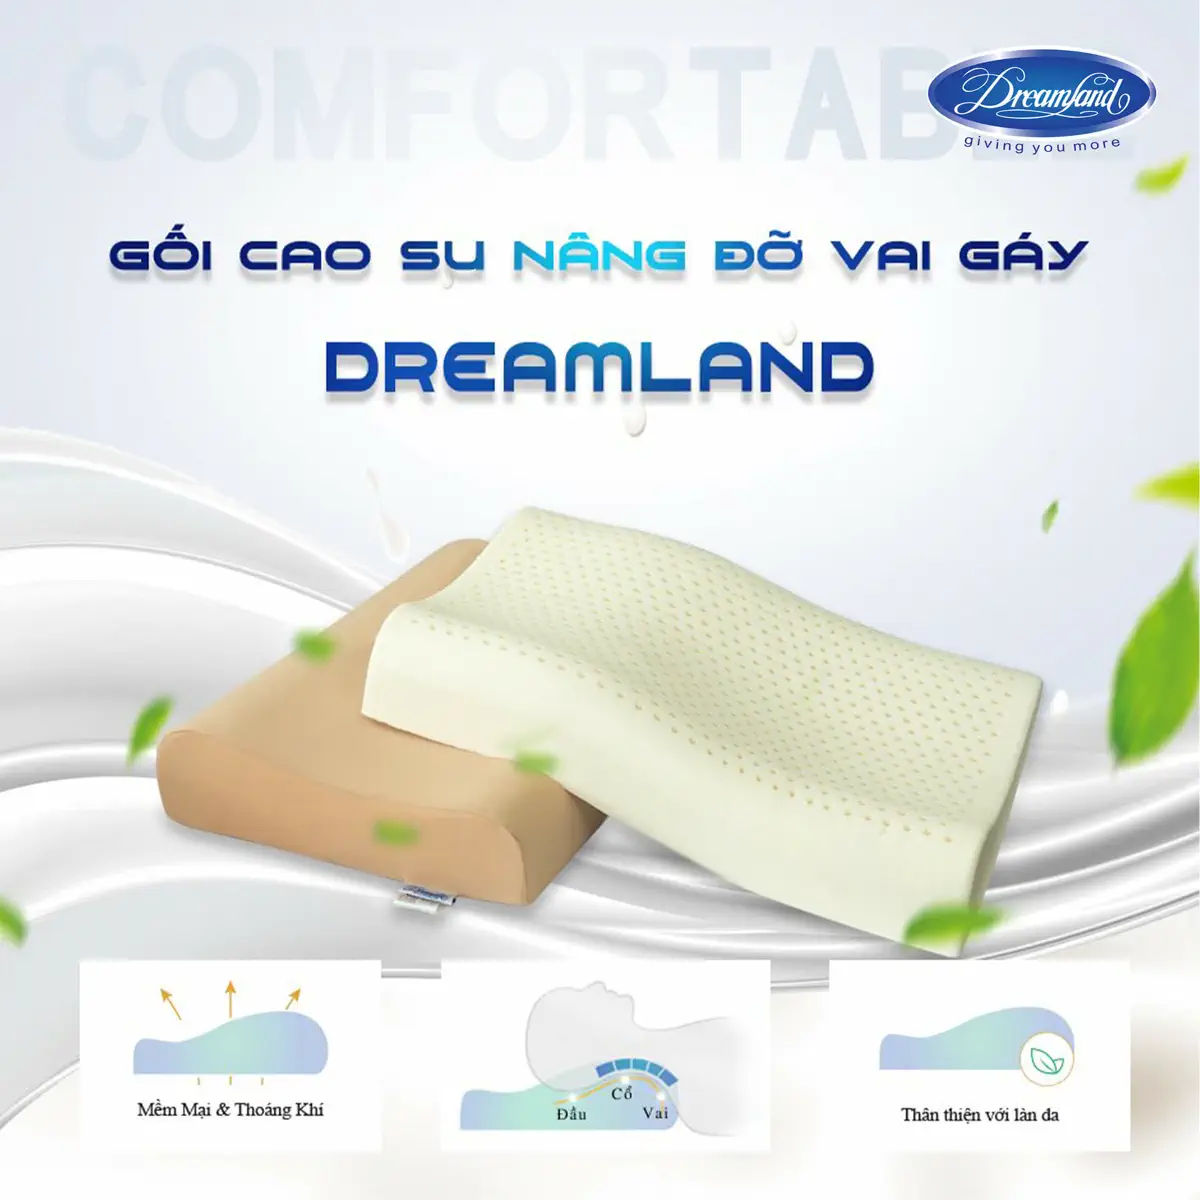 COMFORTABLE
Dreamland
giving you more
GỐI CAO SU NÂNG ĐỠ VAI GÁY
DREAMLAND
Mềm Mại & Thoáng Khí
Cổ
Đầu
Vai
Thân thiện với làn da